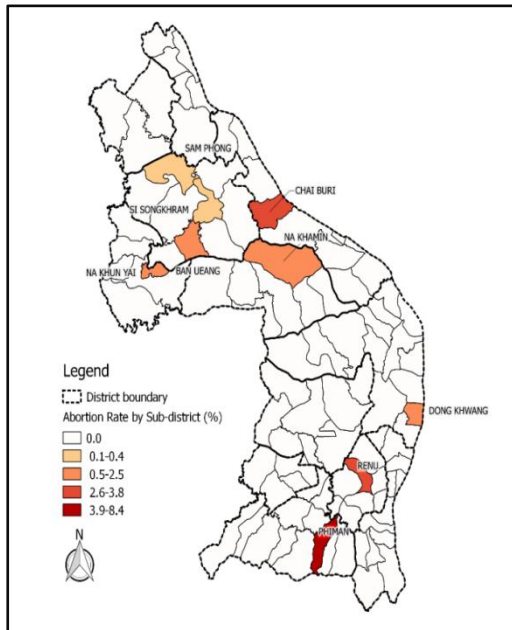 SAM PHONG
CHAI BURI
SI SONGKHRAM
NA KHAMIN
NA KHUN YAI
BAN UEANG
Legend
District boundary
Abortion Rate by Sub-district (%)
0.0
0.1-0.4
0.5-2.5
2.6-3.8
3.9-8.4
DONG KHWANG
RENU
PHIMAN
N